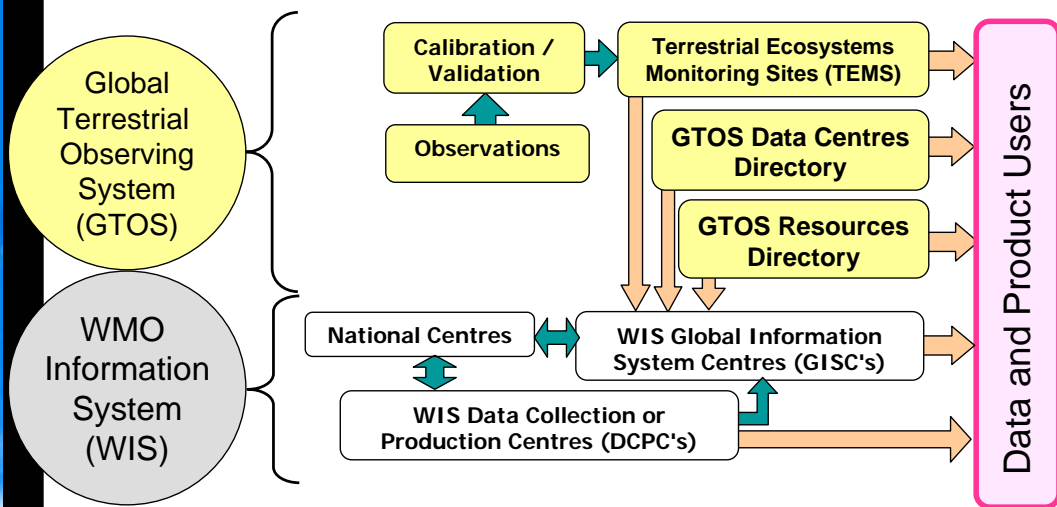 Global
Terrestrial
Observing
System
(GTOS)
Calibration /
Validation
Observations
Terrestrial Ecosystems
Monitoring Sites (TEMS)
GTOS Data Centres
Directory
GTOS Resources
Directory
WMO
Information
System
(WIS)
National Centres
WIS Global Information
System Centres (GISC's)
WIS Data Collection or
Production Centres (DCPC's)
Data and Product Users